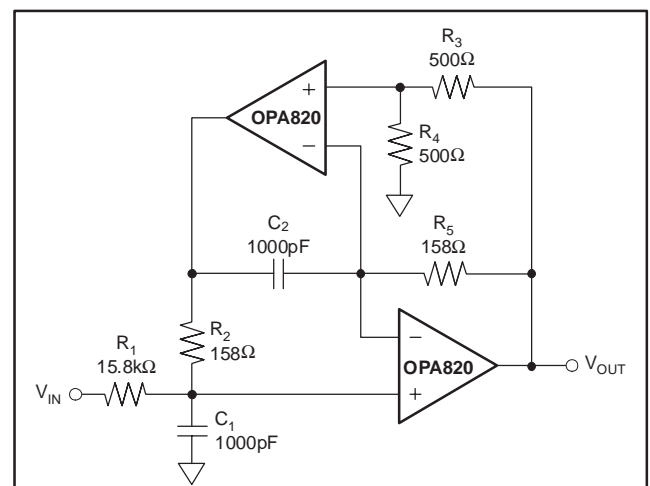 R3
500Ω
+
OPA820
−
R4
500Ω
C2
1000pF
R5
158Ω
R2
158Ω
R1
15.8kΩ
VIN
−
OPA820
+
VOUT
C1
1000pF